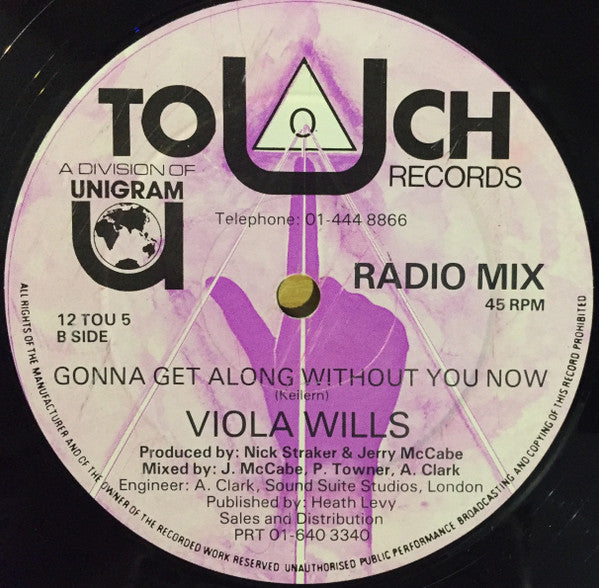 TOUCH
RECORDS
A DIVISION OF
UNIGRAM
U
Telephone: 01-444 8866
RADIO MIX
45 RPM
12 TOU 5
B SIDE
GONNA GET ALONG WITHOUT YOU NOW
(Kellern)
VIOLA WILLS
Produced by: Nick Straker & Jerry McCabe
Mixed by: J. McCabe, P. Towner, A. Clark
Engineer: A. Clark, Sound Suite Studios, London
Published by: Heath Levy
Sales and Distribution
PRT 01-640 3340
ALL RIGHTS OF THE MANUFACTURER AND OF THE OWNER OF THE RECORDED WORK RESERVED UNAUTHORISED PUBLIC PERFORMANCE BROADCASTING AND COPYING OF THIS RECORD PROHIBITED